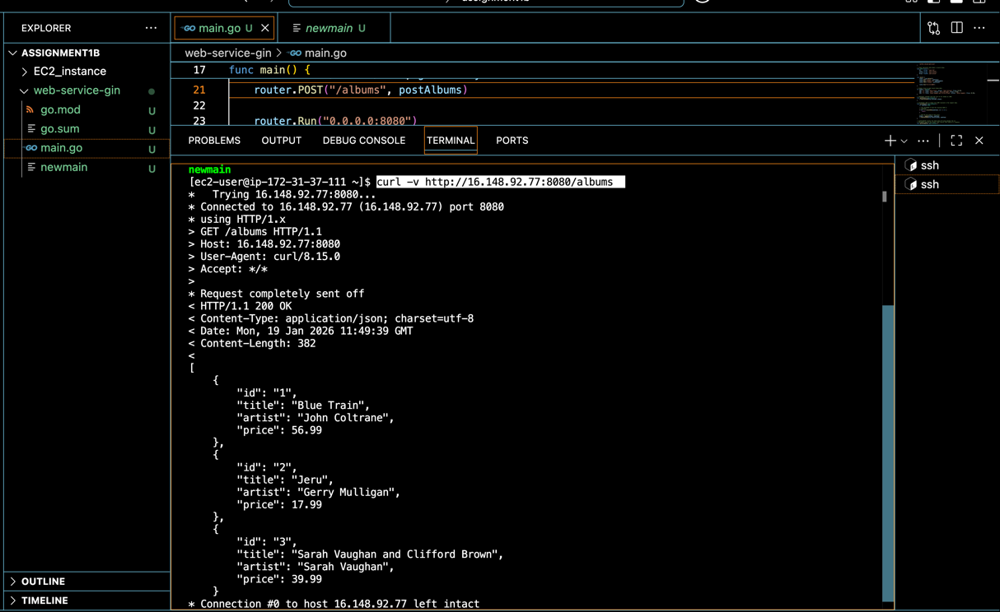 EXPLORER
ASSIGNMENT1B
EC2_instance
web-service-gin
go.mod U
go.sum U
main.go U
newmain U
OUTLINE
TIMELINE
main.go U
newmain U
web-service-gin > main.go
17 func main() {
21 router.POST("/albums", postAlbums)
22
23 router.Run("0.0.0.0:8080")
PROBLEMS OUTPUT DEBUG CONSOLE TERMINAL PORTS
newmain
[ec2-user@ip-172-31-37-111 ~]$ curl -v http://16.148.92.77:8080/albums
*   Trying 16.148.92.77:8080...
* Connected to 16.148.92.77 (16.148.92.77) port 8080
* using HTTP/1.x
> GET /albums HTTP/1.1
> Host: 16.148.92.77:8080
> User-Agent: curl/8.15.0
> Accept: */*
>
* Request completely sent off
< HTTP/1.1 200 OK
< Content-Type: application/json; charset=utf-8
< Date: Mon, 19 Jan 2026 11:49:39 GMT
< Content-Length: 382
<
[
    {
        "id": "1",
        "title": "Blue Train",
        "artist": "John Coltrane",
        "price": 56.99
    },
    {
        "id": "2",
        "title": "Jeru",
        "artist": "Gerry Mulligan",
        "price": 17.99
    },
    {
        "id": "3",
        "title": "Sarah Vaughan and Clifford Brown",
        "artist": "Sarah Vaughan",
        "price": 39.99
    }
* Connection #0 to host 16.148.92.77 left intact
ssh
ssh